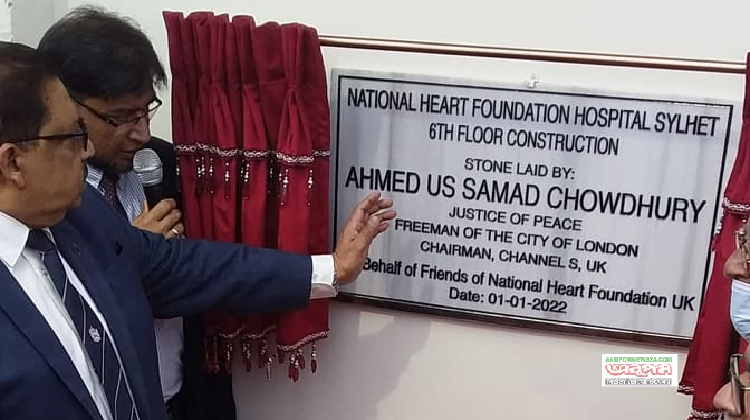 NATIONAL HEART FOUNDATION HOSPITAL SYLHET
6TH FLOOR CONSTRUCTION
STONE LAID BY:
AHMED US SAMAD CHOWDHURY
JUSTICE OF PEACE
FREEMAN OF THE CITY OF LONDON
CHAIRMAN, CHANNEL S, UK
Behalf of Friends of National Heart Foundation UK
Date: 01-01-2022